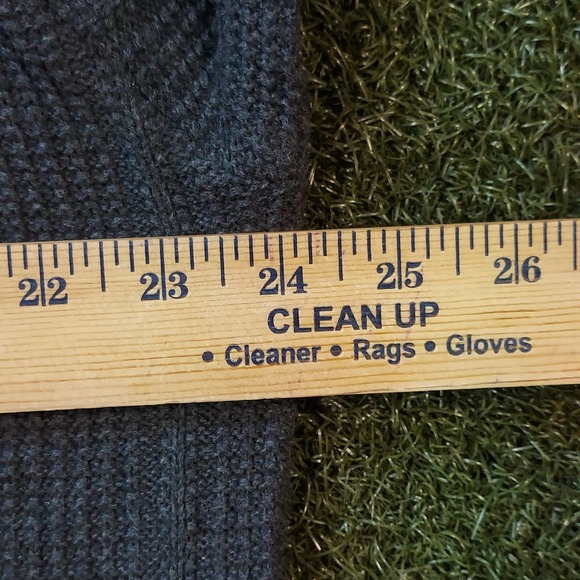 22 23 24 25 26
CLEAN UP
• Cleaner • Rags • Gloves